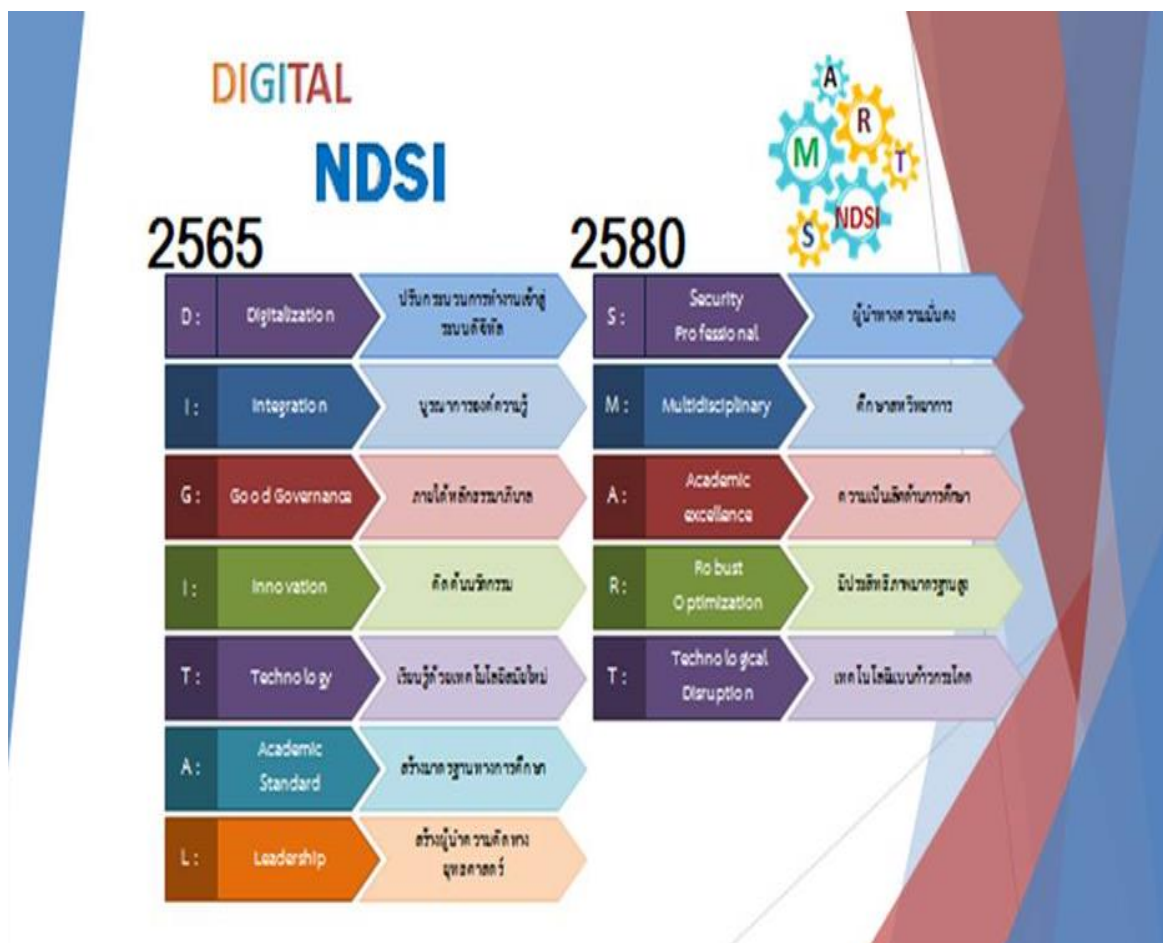 DIGITAL
NDSI
A
R
M
T
S
NDSI
2565
D :
Digitalization
ปรับกระบวนการทำงานเข้าสู่
ระบบดิจิทัล
I :
Integration
บูรณาการองค์ความรู้
G :
Good Governance
ภายใต้หลักธรรมาภิบาล
I :
Innovation
คิดค้นนวัตกรรม
T :
Technology
เรียนรู้ด้วยเทคโนโลยีสมัยใหม่
A :
Academic
Standard
สร้างมาตรฐานทางการศึกษา
L :
Leadership
สร้างผู้นำความคิดทาง
ยุทธศาสตร์
2580
S :
Security
Professional
ผู้นำทางความมั่นคง
M :
Multidisciplinary
ศึกษาสหวิทยาการ
A :
Academic
excellence
ความเป็นเลิศด้านการศึกษา
R :
Robust
Optimization
มีประสิทธิภาพมาตรฐานสูง
T :
Technological
Disruption
เทคโนโลยีแบบก้าวกระโดด